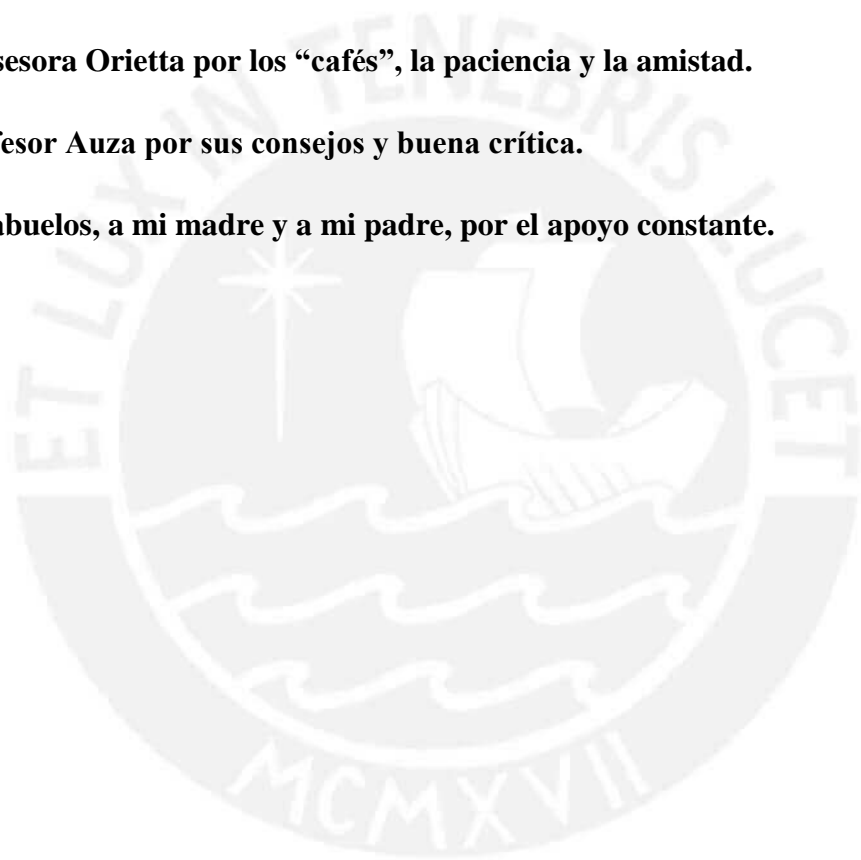 sesora Orietta por los “cafés”, la paciencia y la amistad.
fesor Auza por sus consejos y buena crítica.
abuelos, a mi madre y a mi padre, por el apoyo constante.
ET LUX IN TENEBRIS LUCET
MCMXVII